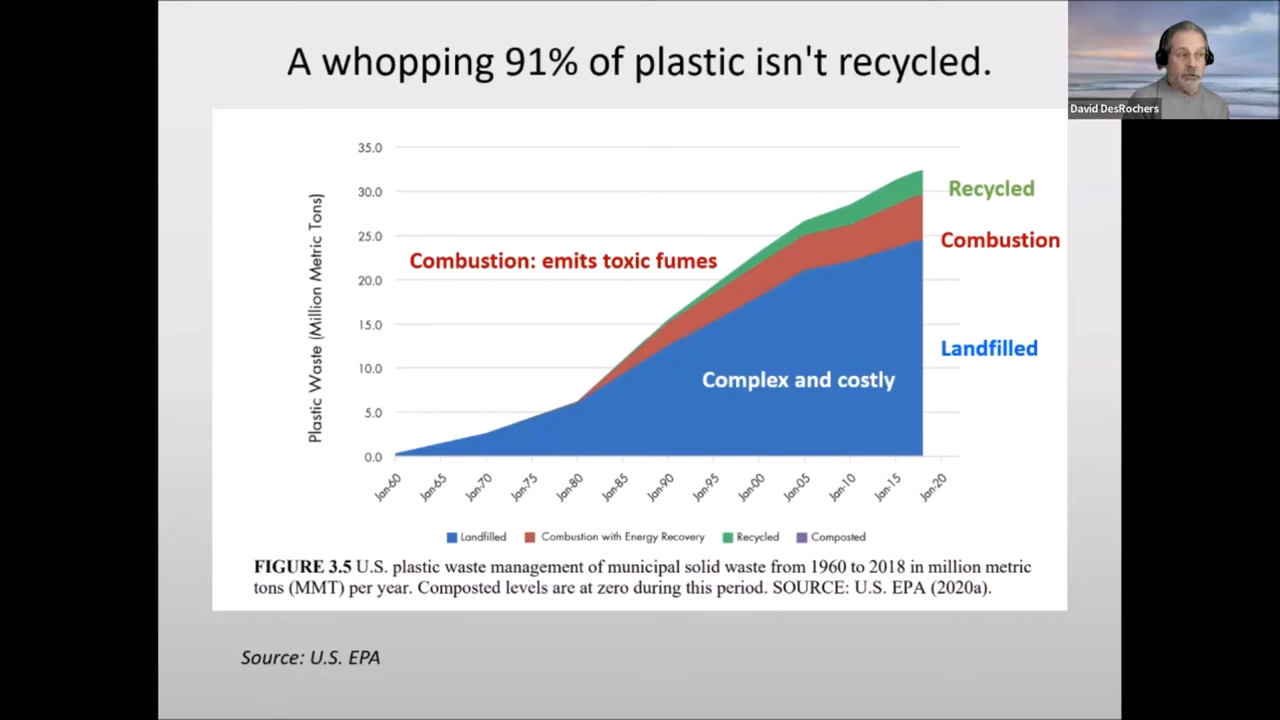 A whopping 91% of plastic isn't recycled.
David DesRochers
35.0
30.0
25.0
20.0
15.0
10.0
5.0
0.0
Plastic Waste (Million Metric Tons)
Recycled
Combustion
Combustion: emits toxic fumes
Landfilled
Complex and costly
Jan-60
Jan-65
Jan-70
Jan-75
Jan-80
Jan-85
Jan-90
Jan-95
Jan-00
Jan-05
Jan-10
Jan-15
Jan-20
Landfilled
Combustion with Energy Recovery
Recycled
Composted
FIGURE 3.5 U.S. plastic waste management of municipal solid waste from 1960 to 2018 in million metric
tons (MMT) per year. Composted levels are at zero during this period. SOURCE: U.S. EPA (2020a).
Source: U.S. EPA